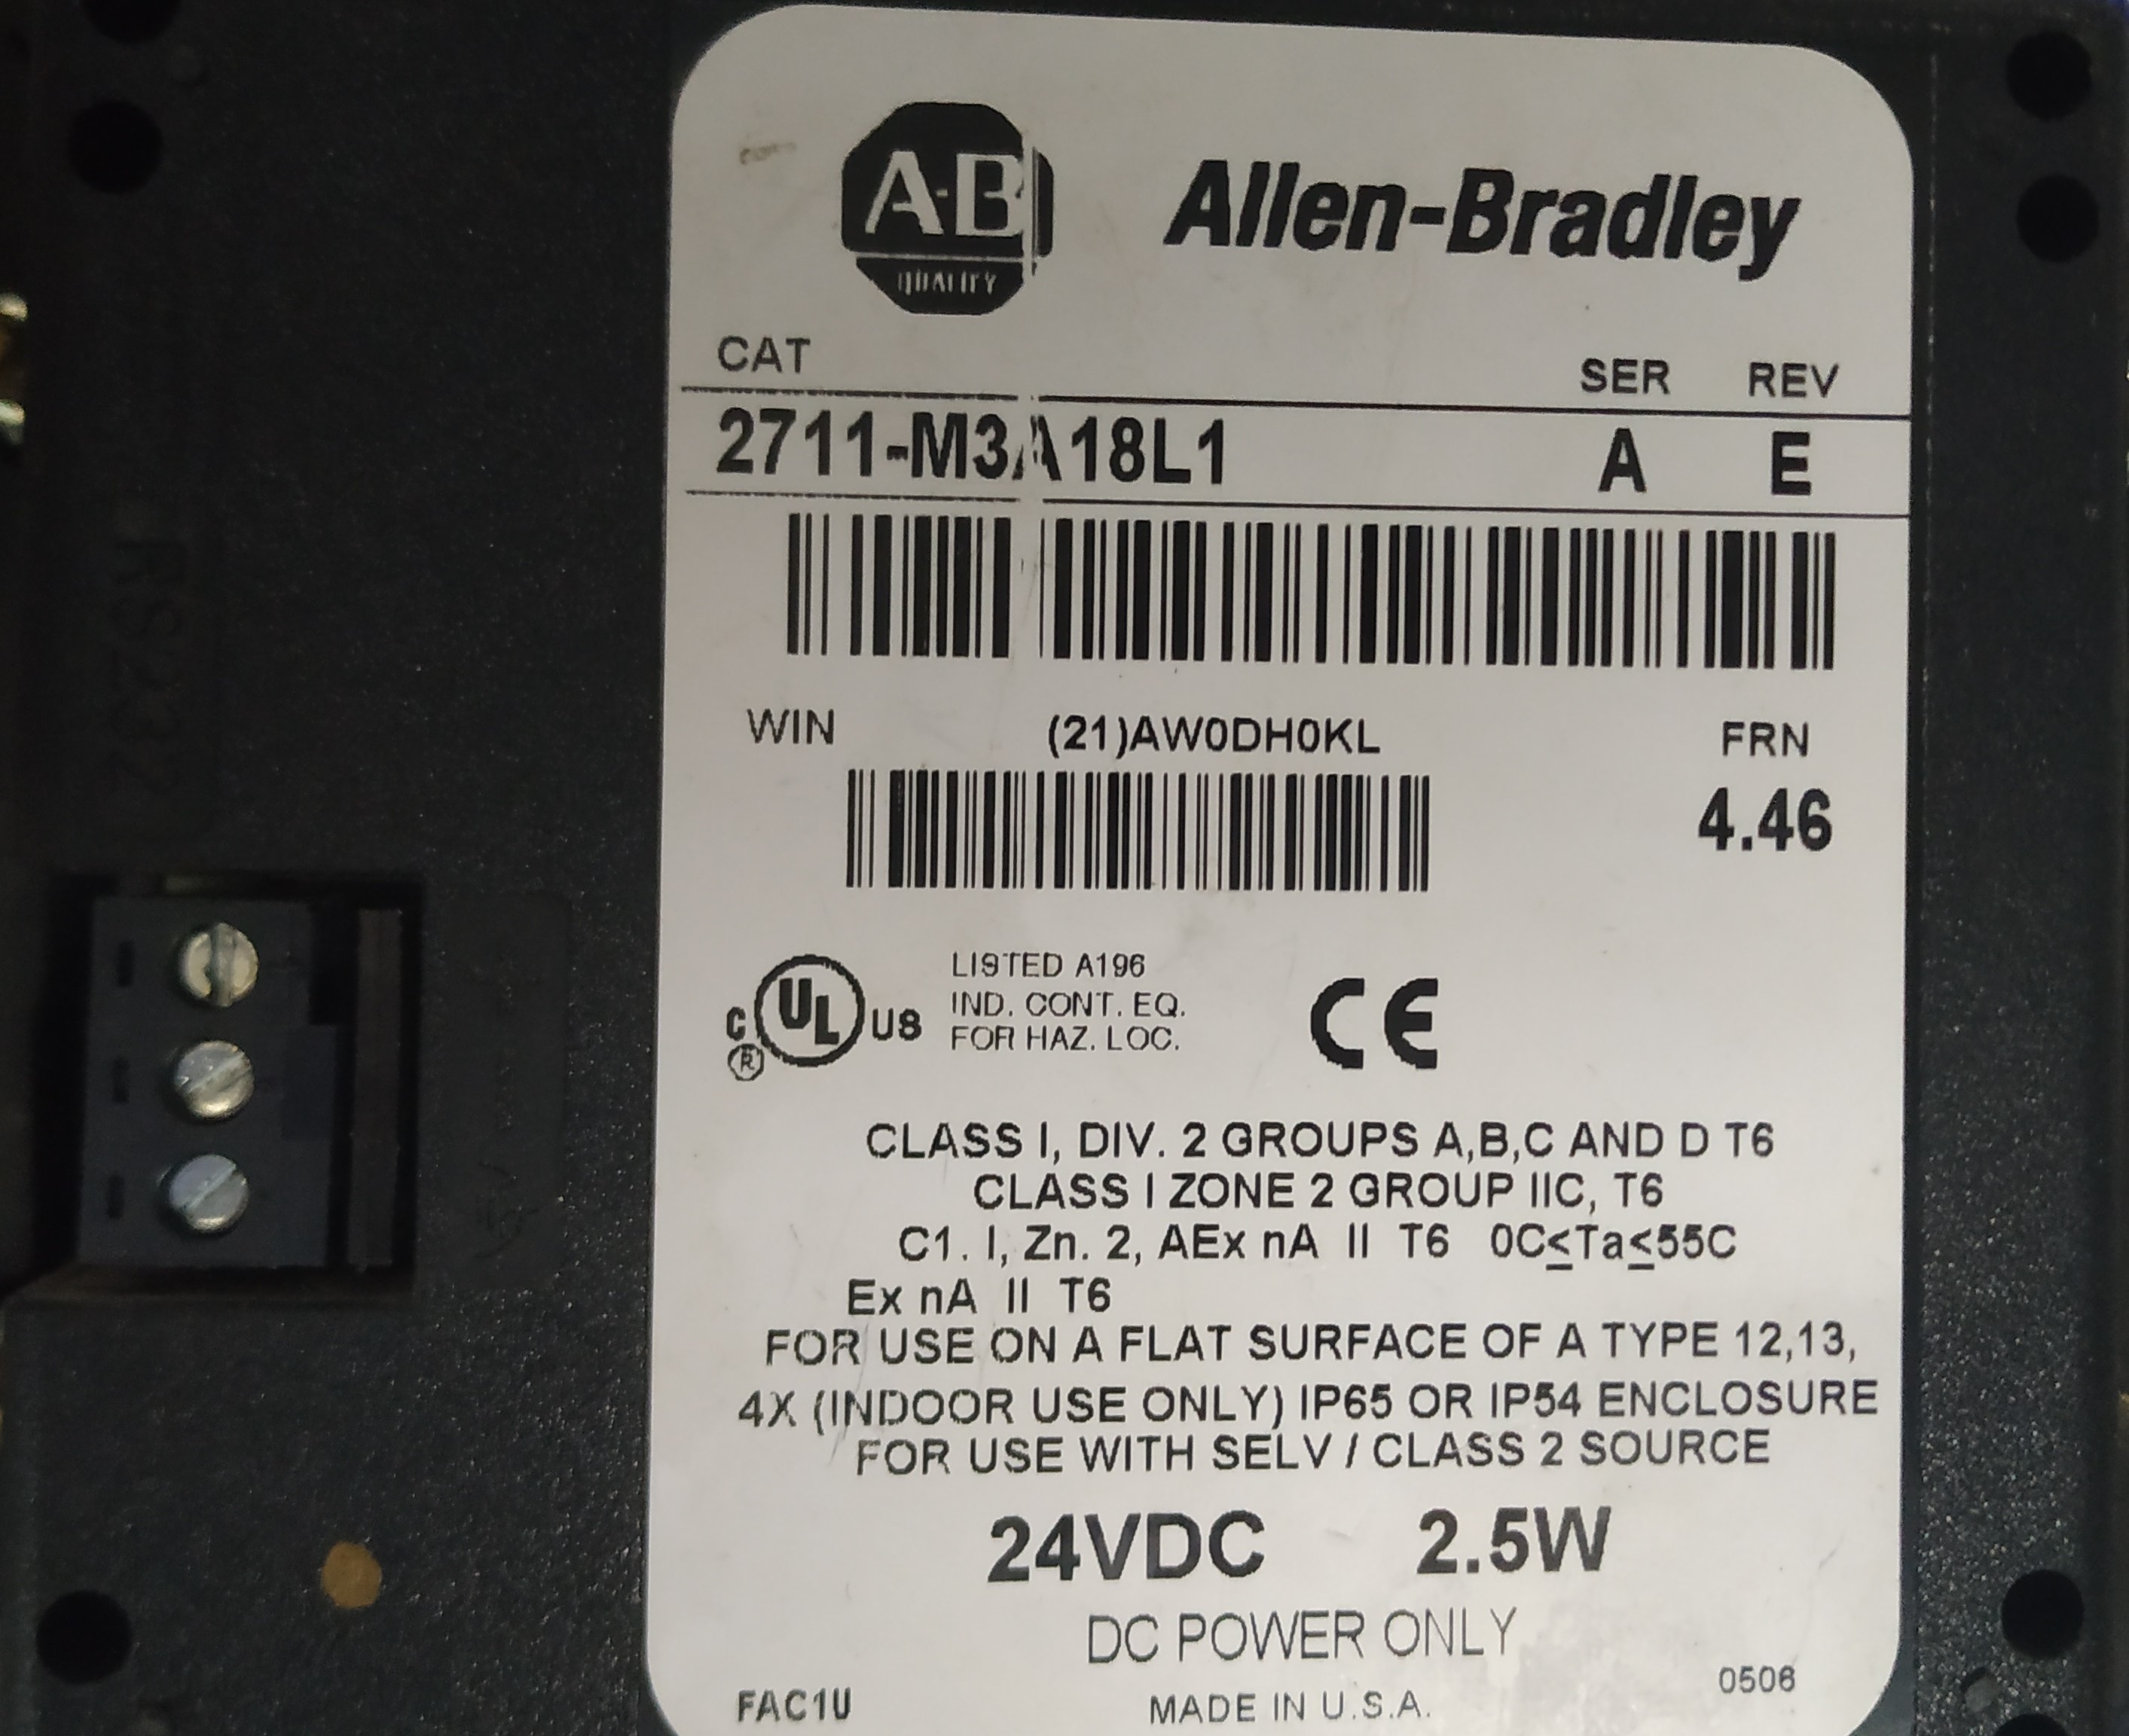 A-B
QUALITY
Allen-Bradley
CAT SER REV
2711-M3A18L1 A E
WIN (21)AW0DH0KL FRN
4.46
C UL US
®
LISTED A196
IND. CONT. EQ.
FOR HAZ. LOC.
CE
CLASS I, DIV. 2 GROUPS A,B,C AND D T6
CLASS I ZONE 2 GROUP IIC, T6
C1. I, Zn. 2, AEx nA II T6 0C≤Ta≤55C
Ex nA II T6
FOR USE ON A FLAT SURFACE OF A TYPE 12,13,
4X (INDOOR USE ONLY) IP65 OR IP54 ENCLOSURE
FOR USE WITH SELV / CLASS 2 SOURCE
24VDC 2.5W
DC POWER ONLY
0506
FAC1U MADE IN U.S.A.
RS232